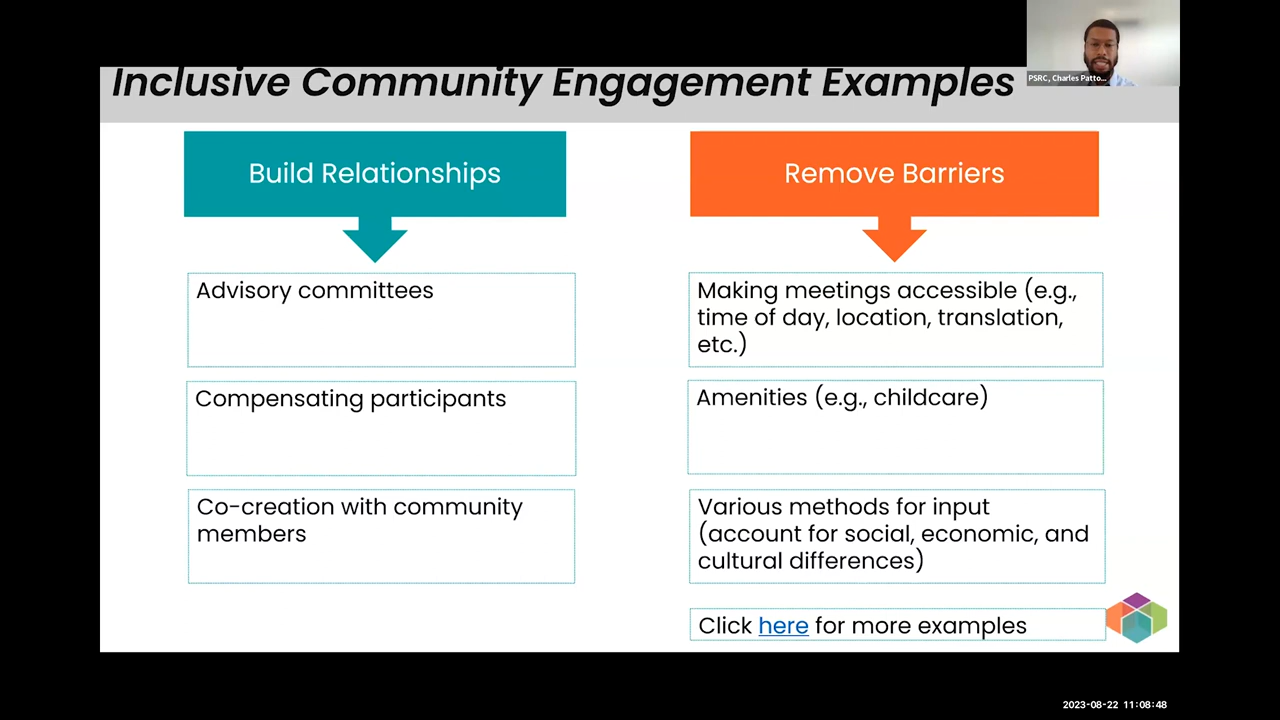 PSRC, Charles Patto...
Inclusive Community Engagement Examples
Build Relationships
Advisory committees
Compensating participants
Co-creation with community
members
Remove Barriers
Making meetings accessible (e.g.,
time of day, location, translation,
etc.)
Amenities (e.g., childcare)
Various methods for input
(account for social, economic, and
cultural differences)
Click here for more examples
2023-08-22 11:08:48